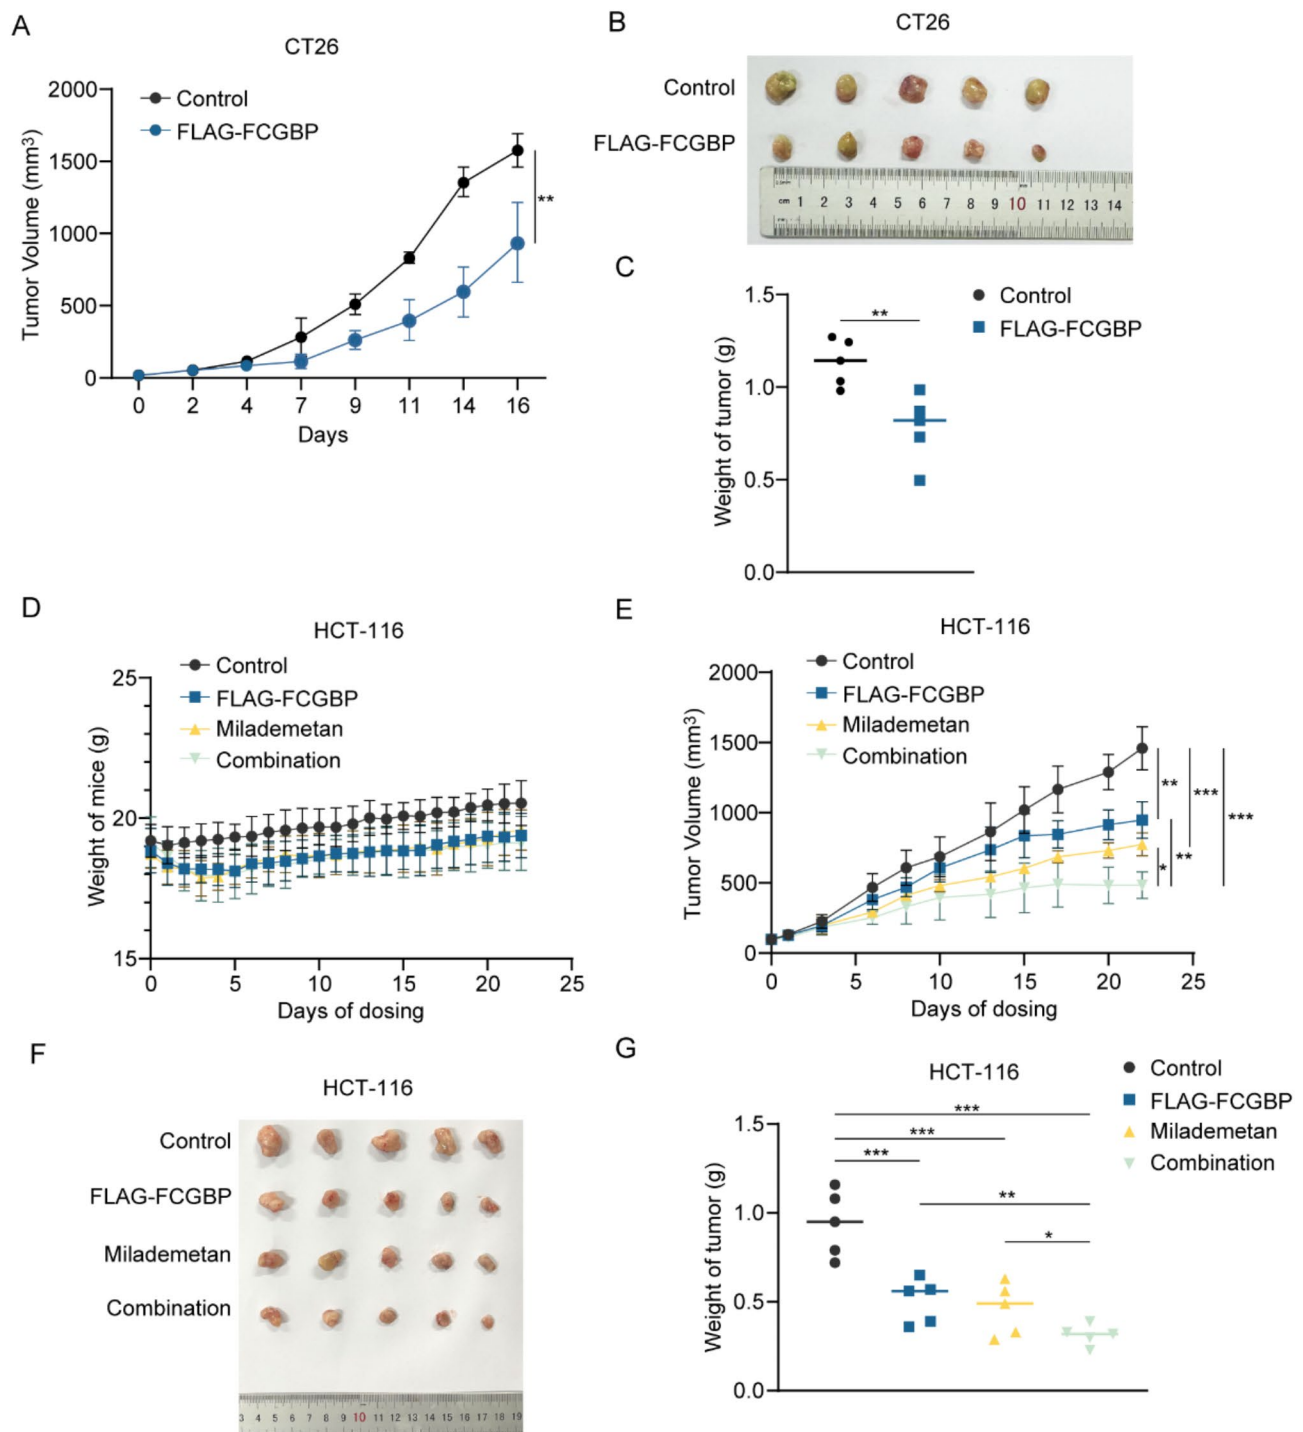 A
CT26
Control
FLAG-FCGBP
Tumor Volume (mm³)
2000
1500
1000
500
0
**
0 2 4 7 9 11 14 16
Days
B
CT26
Control
FLAG-FCGBP
cm 1 2 3 4 5 6 7 8 9 10 11 12 13 14
C
Control
FLAG-FCGBP
Weight of tumor (g)
1.5
1.0
0.5
0.0
**
D
HCT-116
Control
FLAG-FCGBP
Milademetan
Combination
Weight of mice (g)
25
20
15
0 5 10 15 20 25
Days of dosing
E
HCT-116
Control
FLAG-FCGBP
Milademetan
Combination
Tumor Volume (mm³)
2000
1500
1000
500
0
** *** ***
* **
0 5 10 15 20 25
Days of dosing
F
HCT-116
Control
FLAG-FCGBP
Milademetan
Combination
3 4 5 6 7 8 9 10 11 12 13 14 15 16 17 18 19
G
HCT-116
Control
FLAG-FCGBP
Milademetan
Combination
Weight of tumor (g)
1.5
1.0
0.5
0.0
***
***
***
**
*